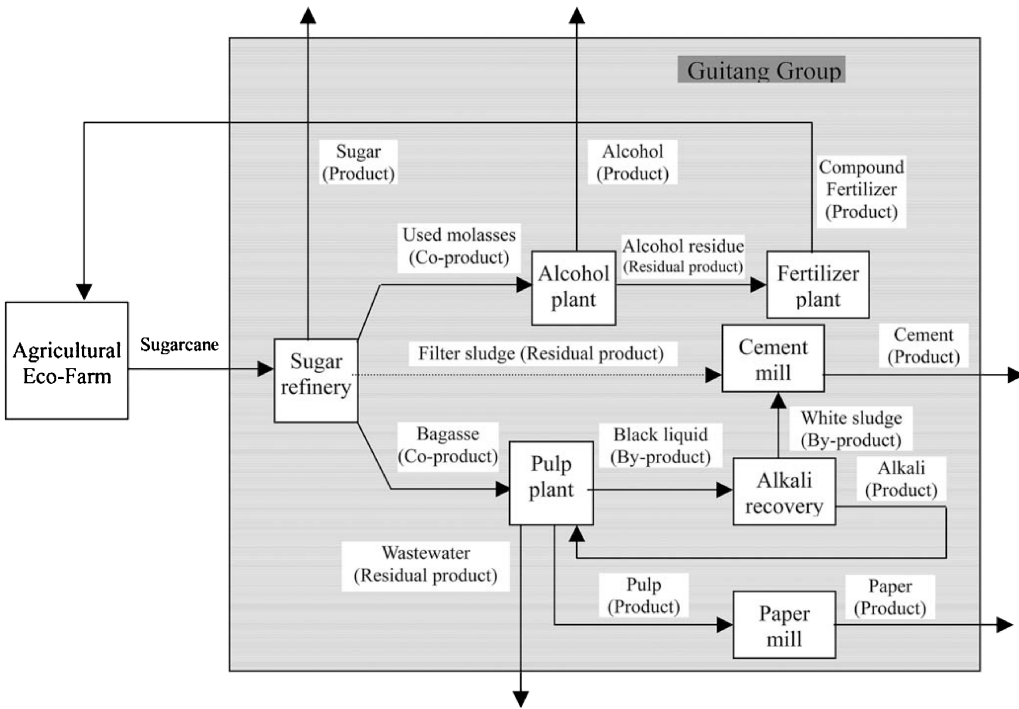 Guitang Group
Sugar
(Product)
Alcohol
(Product)
Compound
Fertilizer
(Product)
Used molasses
(Co-product)
Alcohol
plant
Alcohol residue
(Residual product)
Fertilizer
plant
Agricultural
Eco-Farm
Sugarcane
Sugar
refinery
Filter sludge (Residual product)
Cement
mill
Cement
(Product)
Bagasse
(Co-product)
Pulp
plant
Black liquid
(By-product)
White sludge
(By-product)
Alkali
recovery
Alkali
(Product)
Wastewater
(Residual product)
Pulp
(Product)
Paper
mill
Paper
(Product)